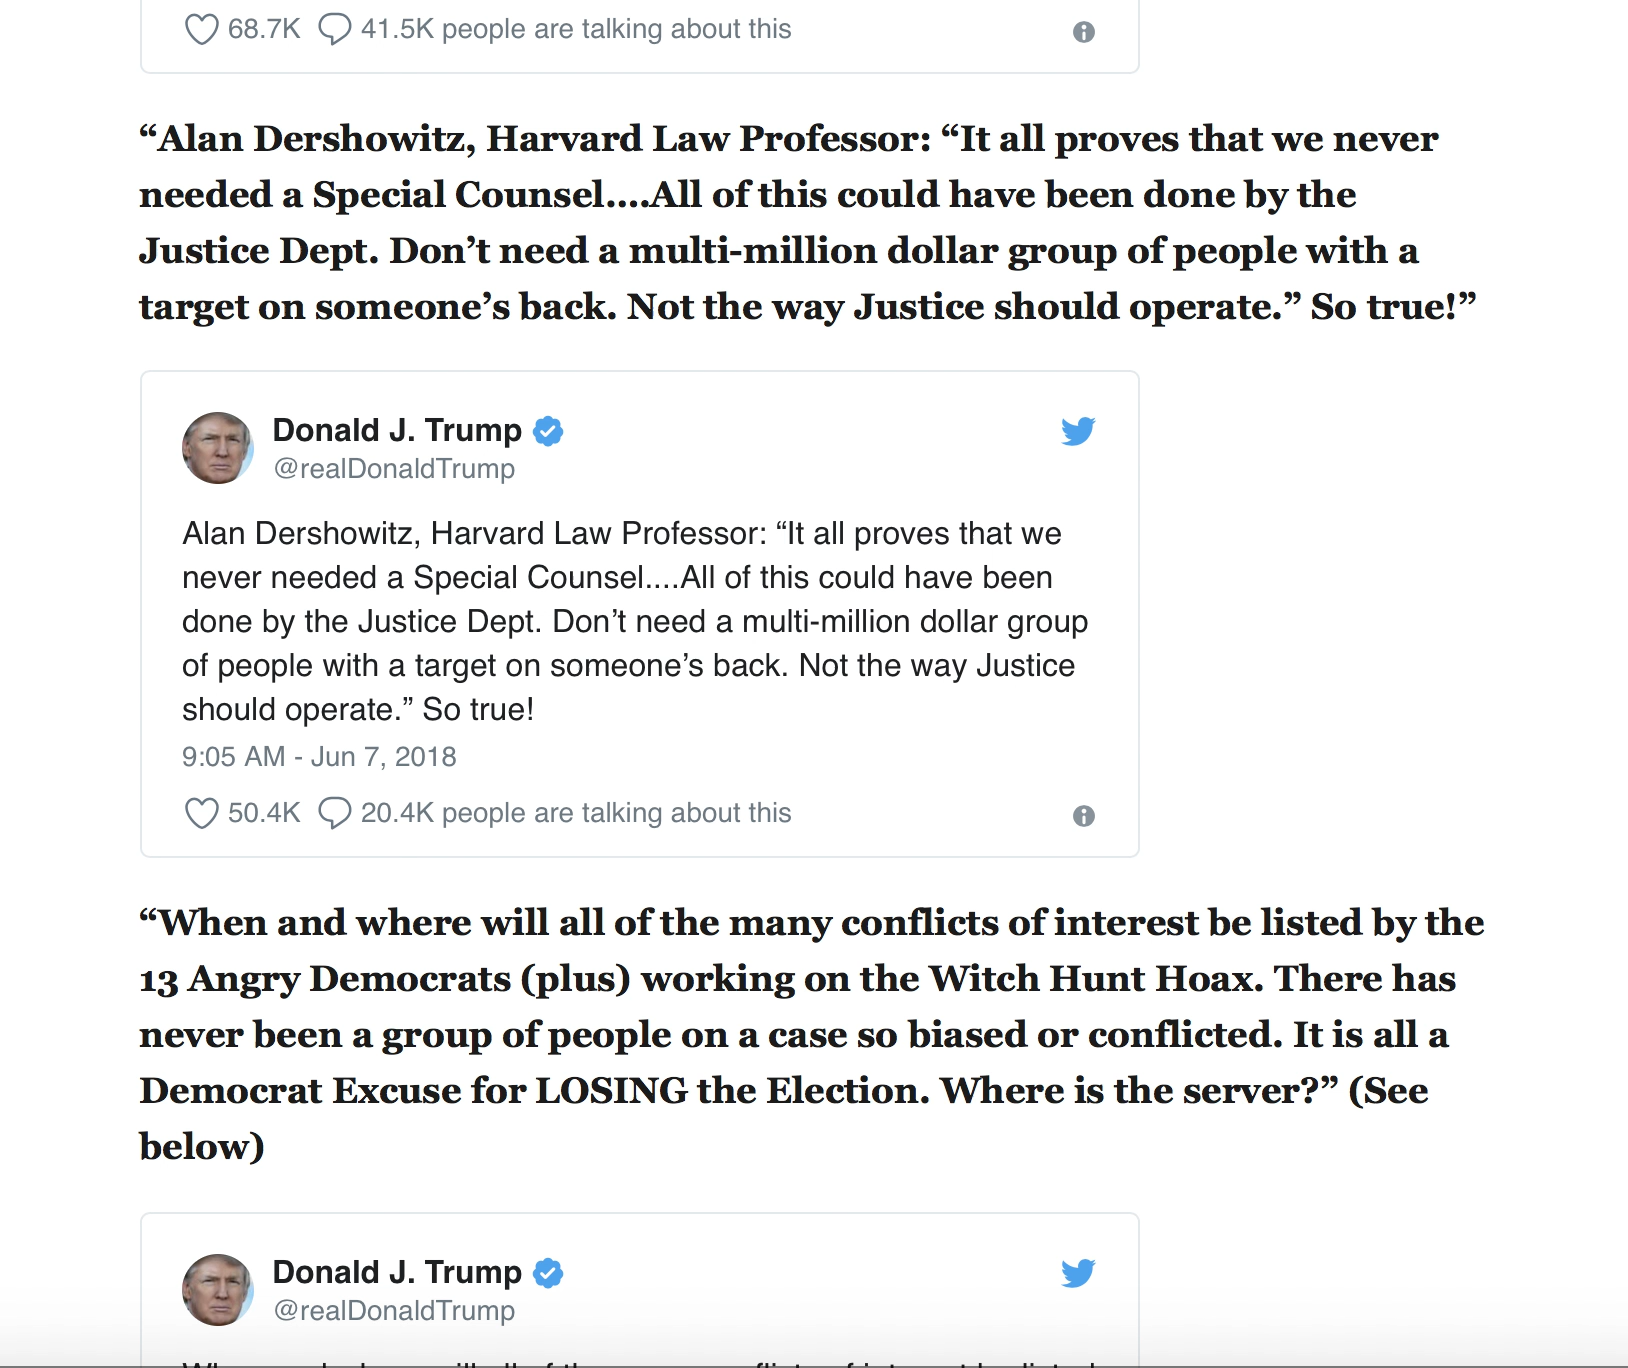 68.7K 41.5K people are talking about this
“Alan Dershowitz, Harvard Law Professor: “It all proves that we never
needed a Special Counsel....All of this could have been done by the
Justice Dept. Don’t need a multi-million dollar group of people with a
target on someone’s back. Not the way Justice should operate.” So true!”
Donald J. Trump
@realDonaldTrump
Alan Dershowitz, Harvard Law Professor: “It all proves that we
never needed a Special Counsel....All of this could have been
done by the Justice Dept. Don’t need a multi-million dollar group
of people with a target on someone’s back. Not the way Justice
should operate.” So true!
9:05 AM - Jun 7, 2018
50.4K 20.4K people are talking about this
“When and where will all of the many conflicts of interest be listed by the
13 Angry Democrats (plus) working on the Witch Hunt Hoax. There has
never been a group of people on a case so biased or conflicted. It is all a
Democrat Excuse for LOSING the Election. Where is the server?” (See
below)
Donald J. Trump
@realDonaldTrump